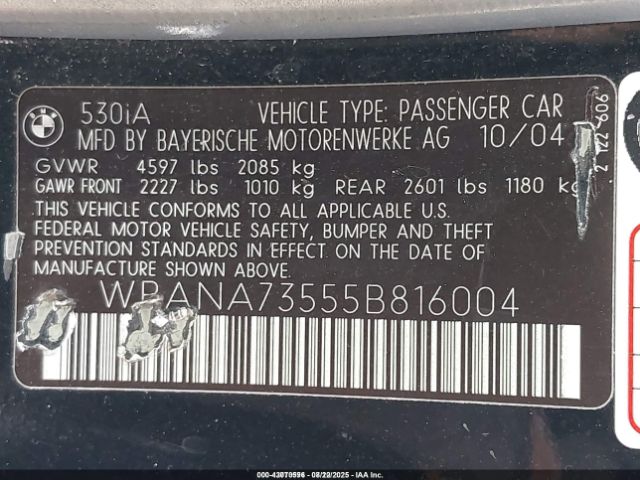 530iA VEHICLE TYPE: PASSENGER CAR
MFD BY BAYERISCHE MOTORENWERKE AG 10/04
GVWR 4597 lbs 2085 kg
GAWR FRONT 2227 lbs 1010 kg REAR 2601 lbs 1180 kg
THIS VEHICLE CONFORMS TO ALL APPLICABLE U.S.
FEDERAL MOTOR VEHICLE SAFETY, BUMPER AND THEFT
PREVENTION STANDARDS IN EFFECT ON THE DATE OF
MANUFACTURE SHOWN ABOVE.
WBANA73555B816004
2 122 606
000-43070596 - 08/29/2025 - IAA Inc.